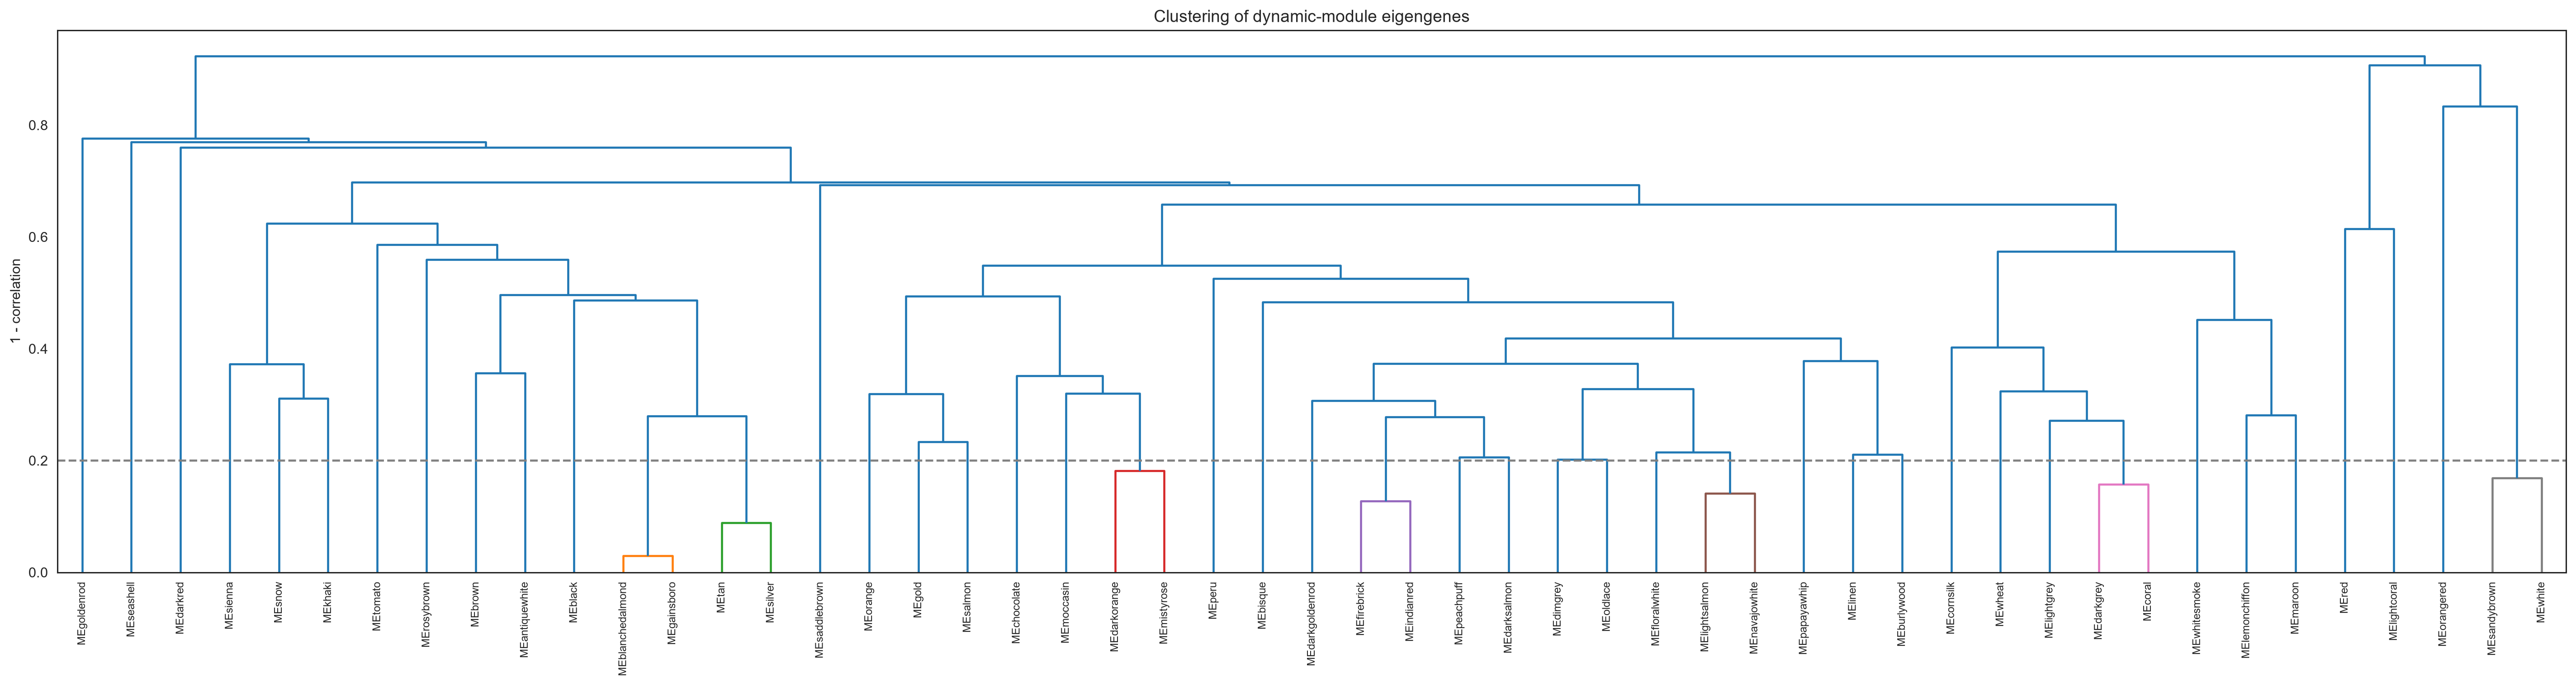 Clustering of dynamic-module eigengenes
1 - correlation
0.8
0.6
0.4
0.2
0.0
MEgoldenrod
MEseashell
MEdarkred
MEsienna
MEsnow
MEkhaki
MEtomato
MErosybrown
MEbrown
MEantiquewhite
MEblack
MEblanchedalmond
MEgainsboro
MEtan
MEsilver
MEsaddlebrown
MEorange
MEgold
MEsalmon
MEchocolate
MEmoccasin
MEdarkorange
MEmistyrose
MEperu
MEbisque
MEdarkgoldenrod
MEfirebrick
MEindianred
MEpeachpuff
MEdarksalmon
MEdimgrey
MEoldlace
MEfloralwhite
MElightsalmon
MEnavajowhite
MEpapayawhip
MElinen
MEburlywood
MEcornsilk
MEwheat
MElightgrey
MEdarkgrey
MEcoral
MEwhitesmoke
MElemonchiffon
MEmaroon
MEred
MElightcoral
MEorangered
MEsandybrown
MEwhite